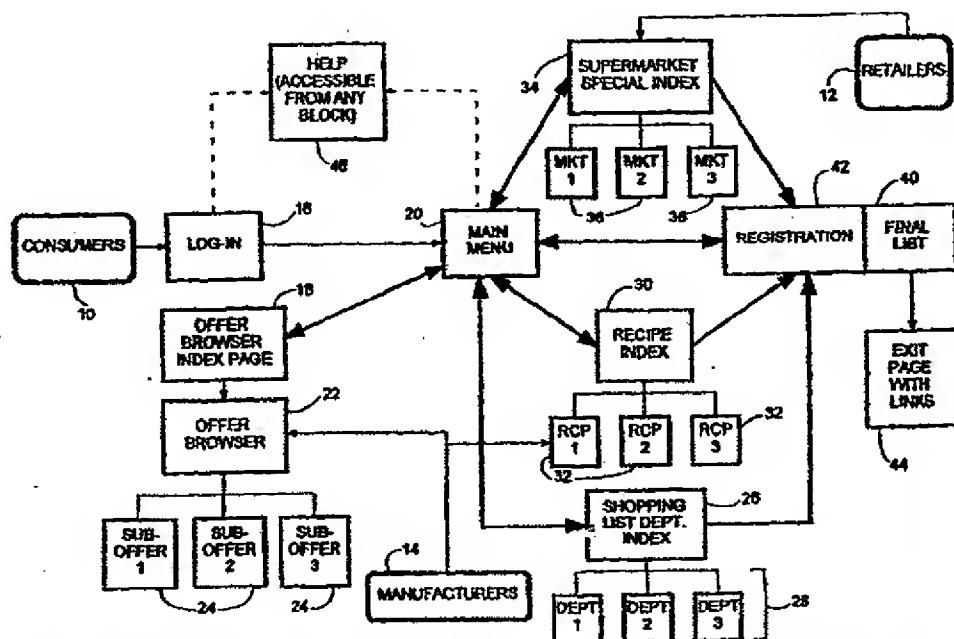 HELP
(ACCESSIBLE
FROM ANY
BLOCK)
46
34
SUPERMARKET
SPECIAL INDEX
RETAILERS
12
MKT
1
MKT
2
MKT
3
36
36
42
40
16
20
CONSUMERS
10
LOG-IN
MAIN
MENU
REGISTRATION
FINAL
LIST
18
OFFER
BROWSER
INDEX PAGE
30
RECIPE
INDEX
EXIT
PAGE
WITH
LINKS
44
22
OFFER
BROWSER
RCP
1
RCP
2
RCP
3
32
32
26
SHOPPING
LIST DEPT.
INDEX
SUB-
OFFER
1
SUB-
OFFER
2
SUB-
OFFER
3
24
24
14
MANUFACTURERS
DEPT
1
DEPT
2
DEPT
3
28